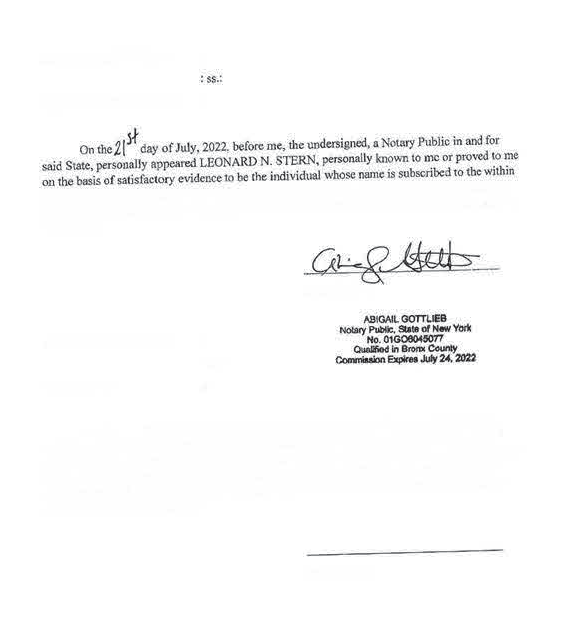 : ss.:
On the 21st day of July, 2022, before me, the undersigned, a Notary Public in and for
said State, personally appeared LEONARD N. STERN, personally known to me or proved to me
on the basis of satisfactory evidence to be the individual whose name is subscribed to the within
ABIGAIL GOTTLIEB
Notary Public, State of New York
No. 01GO6045077
Qualified in Bronx County
Commission Expires July 24, 2022